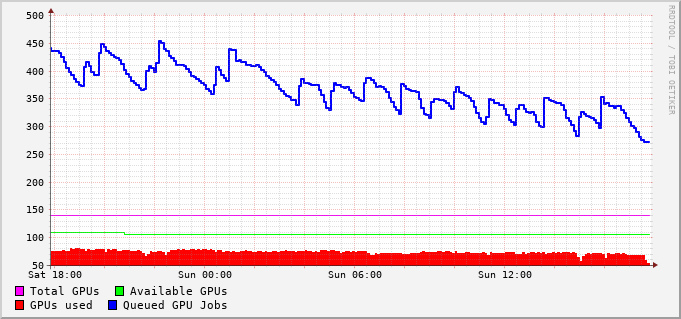 500
450
400
350
300
250
200
150
100
50
Sat 18:00 Sun 00:00 Sun 06:00 Sun 12:00
Total GPUs Available GPUs
GPUs used Queued GPU Jobs
RRDTOOL / TOBI OETIKER